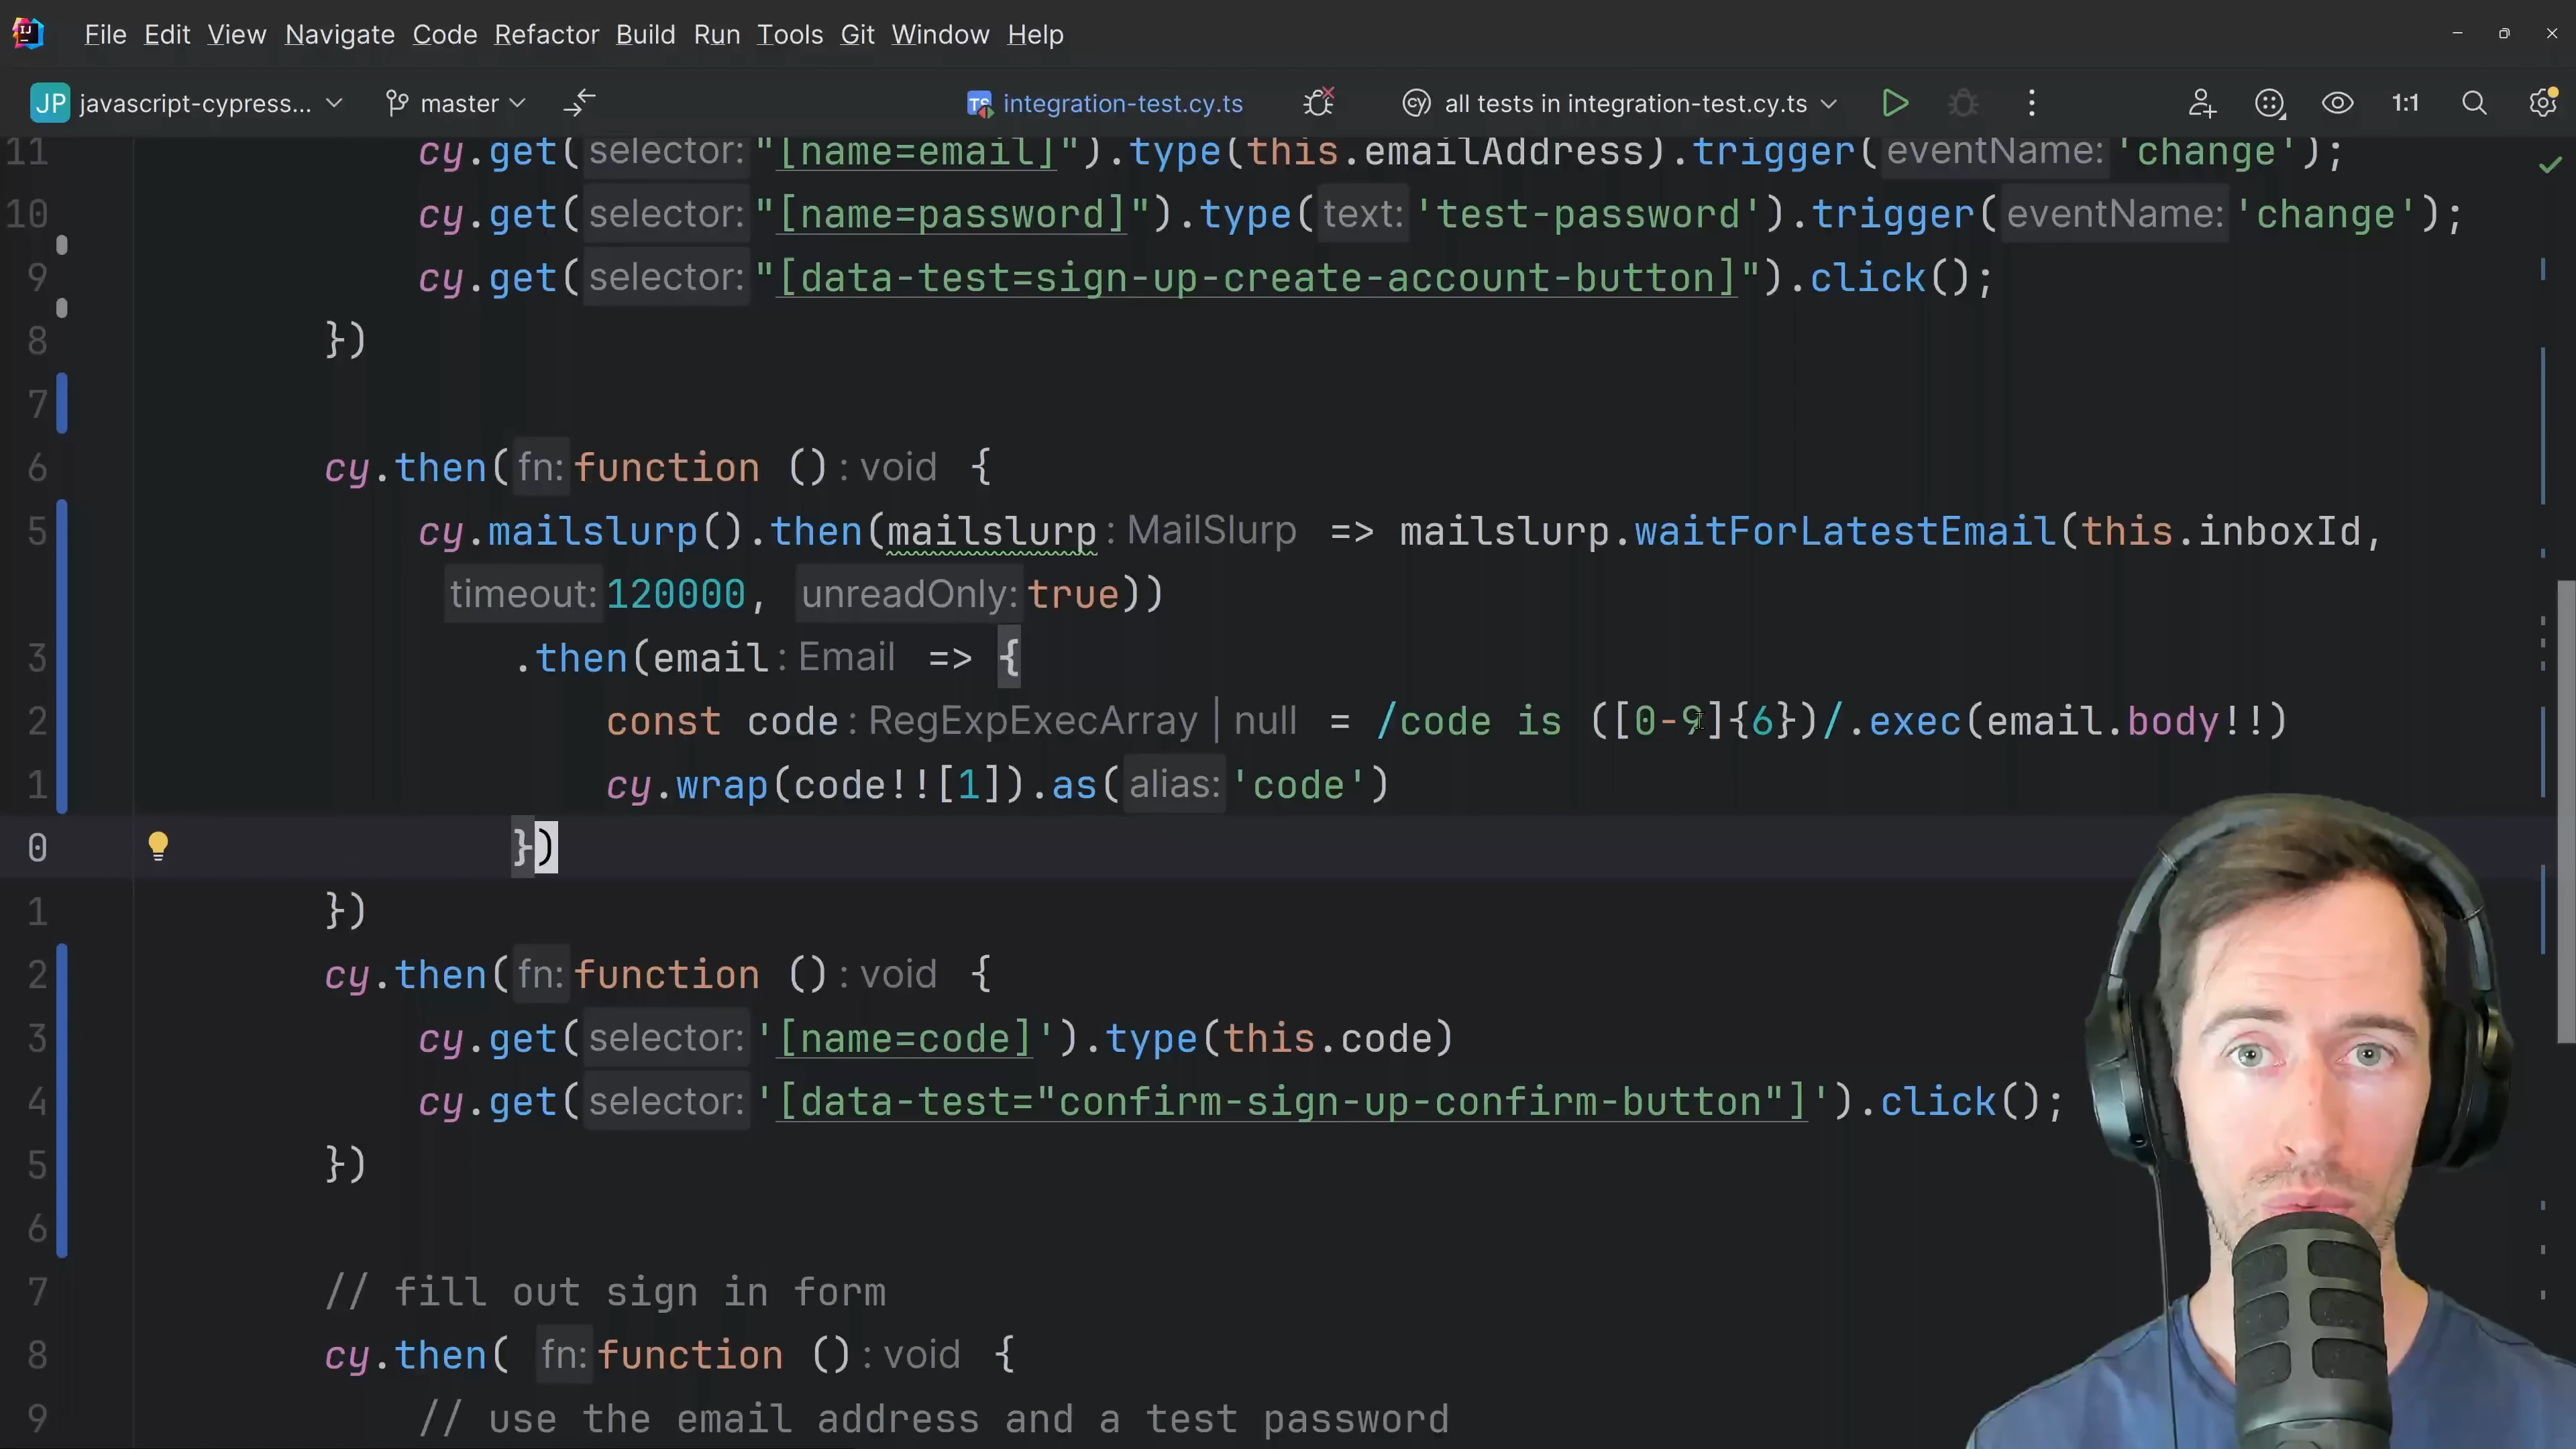 File Edit View Navigate Code Refactor Build Run Tools Git Window Help
JP javascript-cypress... master integration-test.cy.ts all tests in integration-test.cy.ts 1:1
11 cy.get( selector: "[name=email]").type(this.emailAddress).trigger( eventName: 'change');
10 cy.get( selector: "[name=password]").type( text: 'test-password').trigger( eventName: 'change');
9 cy.get( selector: "[data-test=sign-up-create-account-button]").click();
8 })
7
6 cy.then( fn: function () : void {
5 cy.mailslurp().then(mailslurp : MailSlurp => mailslurp.waitForLatestEmail(this.inboxId,
timeout: 120000, unreadOnly: true))
3 .then(email : Email => {
2 const code : RegExpExecArray | null = /code is ([0-9]{6})/.exec(email.body!!)
1 cy.wrap(code!![1]).as( alias: 'code')
0 })
1 })
2 cy.then( fn: function () : void {
3 cy.get( selector: '[name=code]').type(this.code)
4 cy.get( selector: '[data-test="confirm-sign-up-confirm-button"]').click();
5 })
6
7 // fill out sign in form
8 cy.then( fn: function () : void {
9 // use the email address and a test password